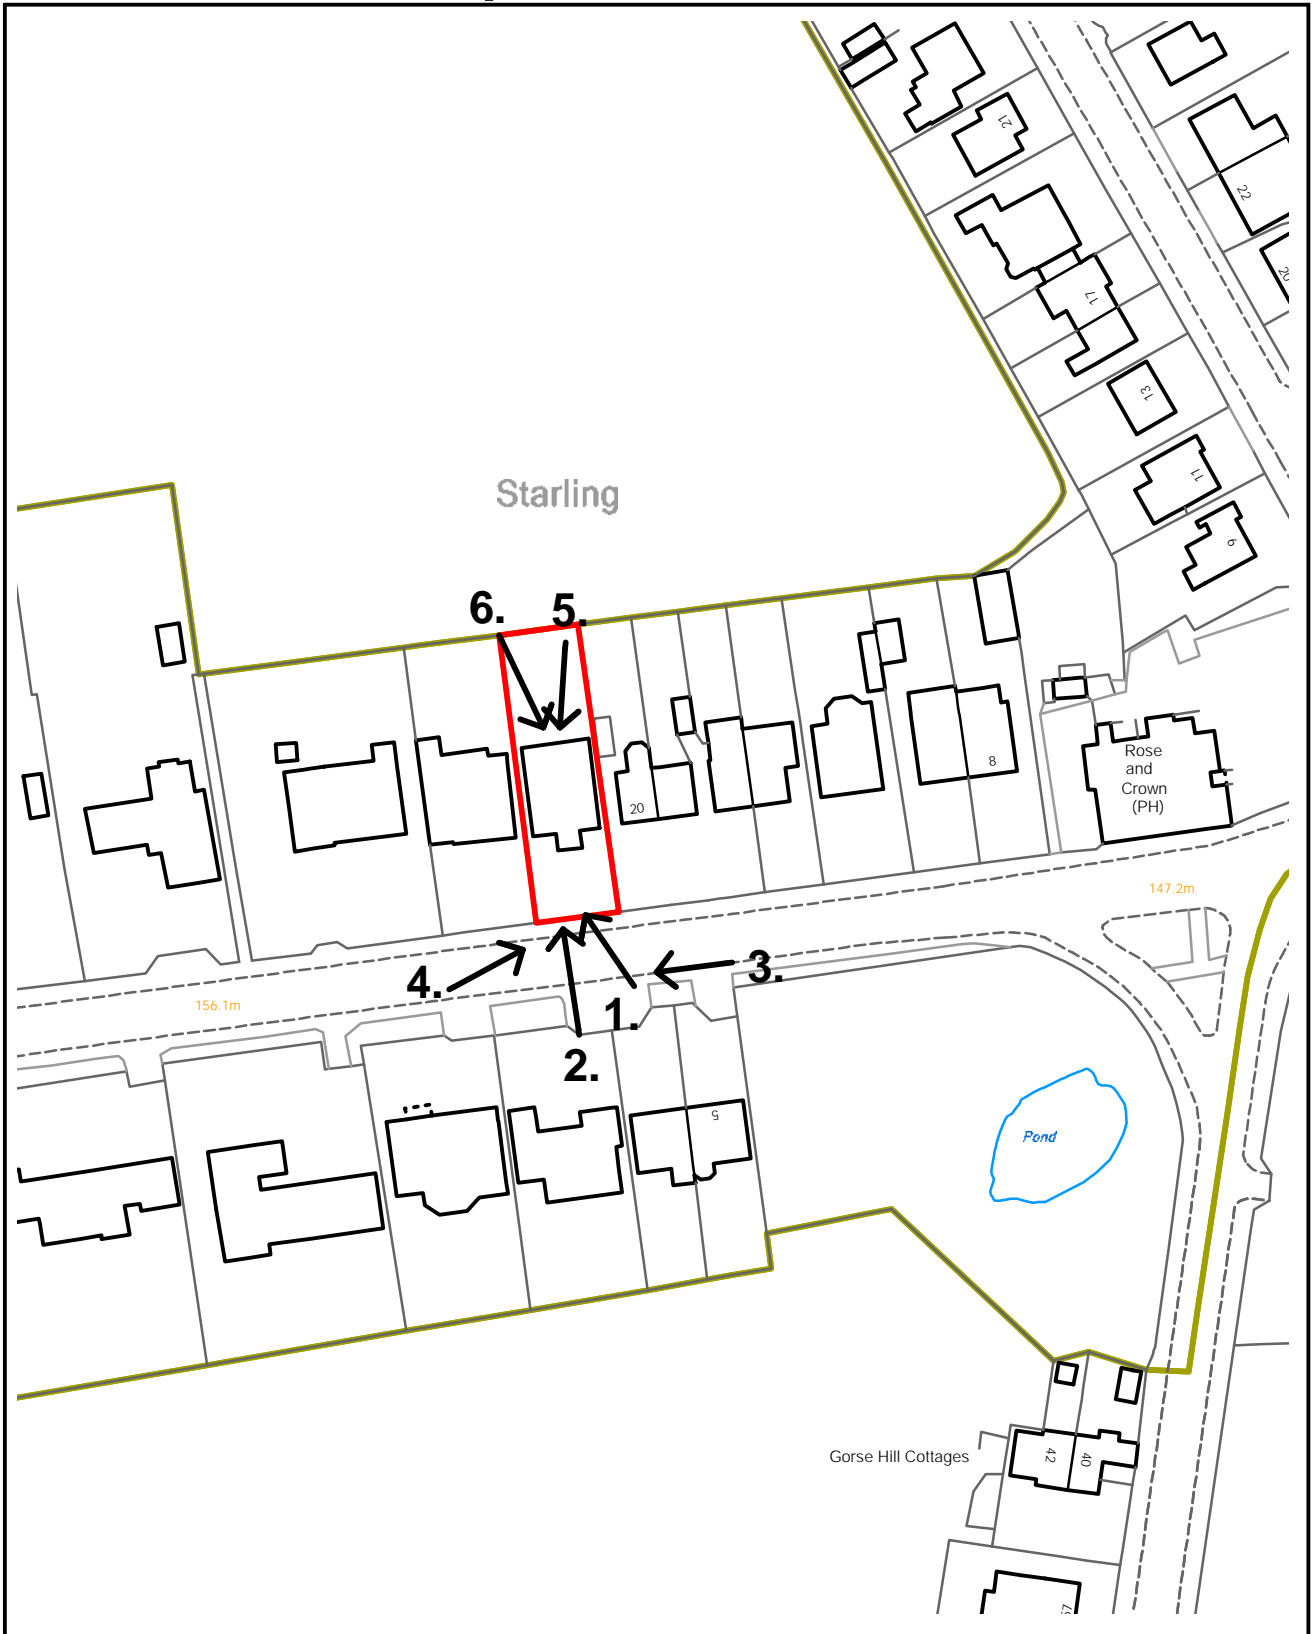 21
22
20
17
13
11
9
Starling
6.
5.
Rose
and
Crown
(PH)
8
20
147.2m
3.
4.
1.
156.1m
2.
5
Pond
Gorse Hill Cottages
42
40